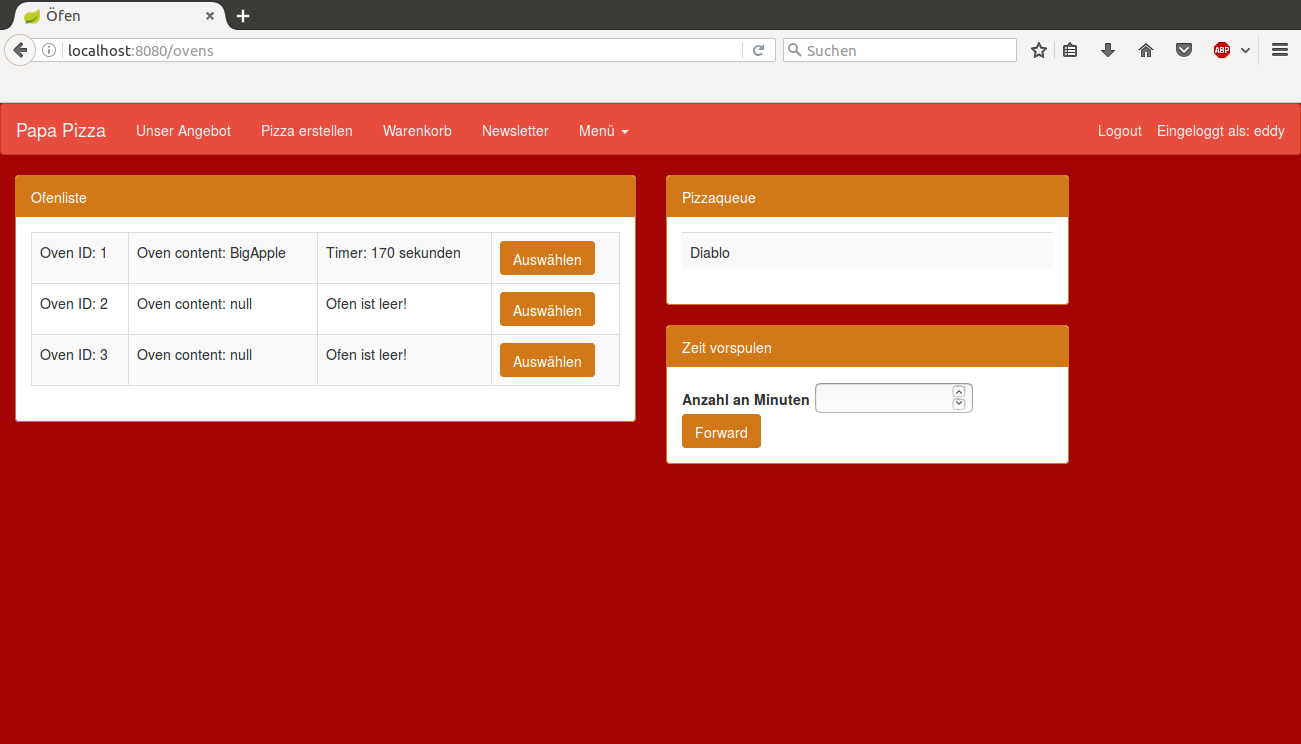 Öfen
localhost:8080/ovens
Suchen
ABP
Papa Pizza Unser Angebot Pizza erstellen Warenkorb Newsletter Menü Logout Eingeloggt als: eddy
Ofenliste
Oven ID: 1 Oven content: BigApple Timer: 170 sekunden Auswählen
Oven ID: 2 Oven content: null Ofen ist leer! Auswählen
Oven ID: 3 Oven content: null Ofen ist leer! Auswählen
Pizzaqueue
Diablo
Zeit vorspulen
Anzahl an Minuten
Forward